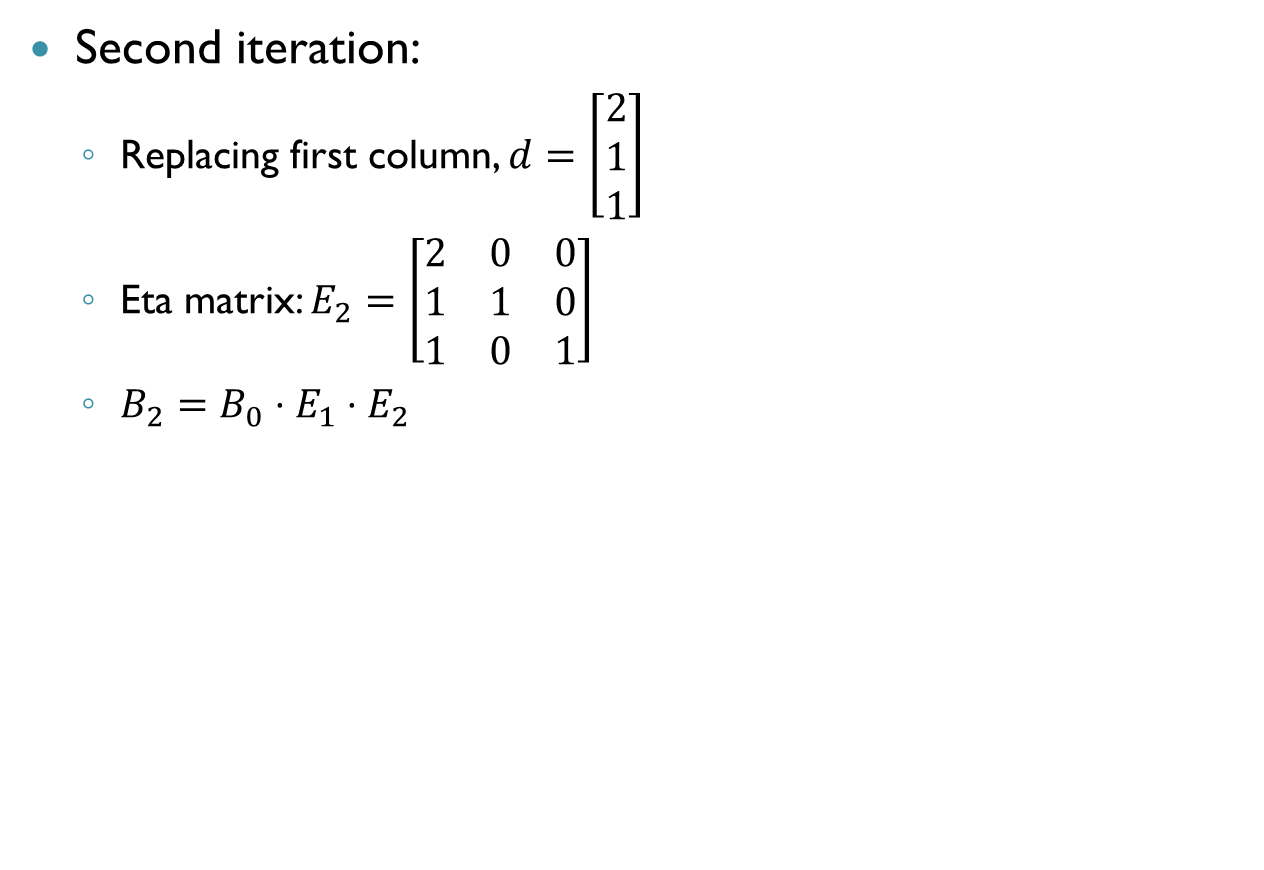 • Second iteration:
◦ Replacing first column, d = [2 1 1]
◦ Eta matrix: E₂ = [2 0 0
1 1 0
1 0 1]
◦ B₂ = B₀ · E₁ · E₂